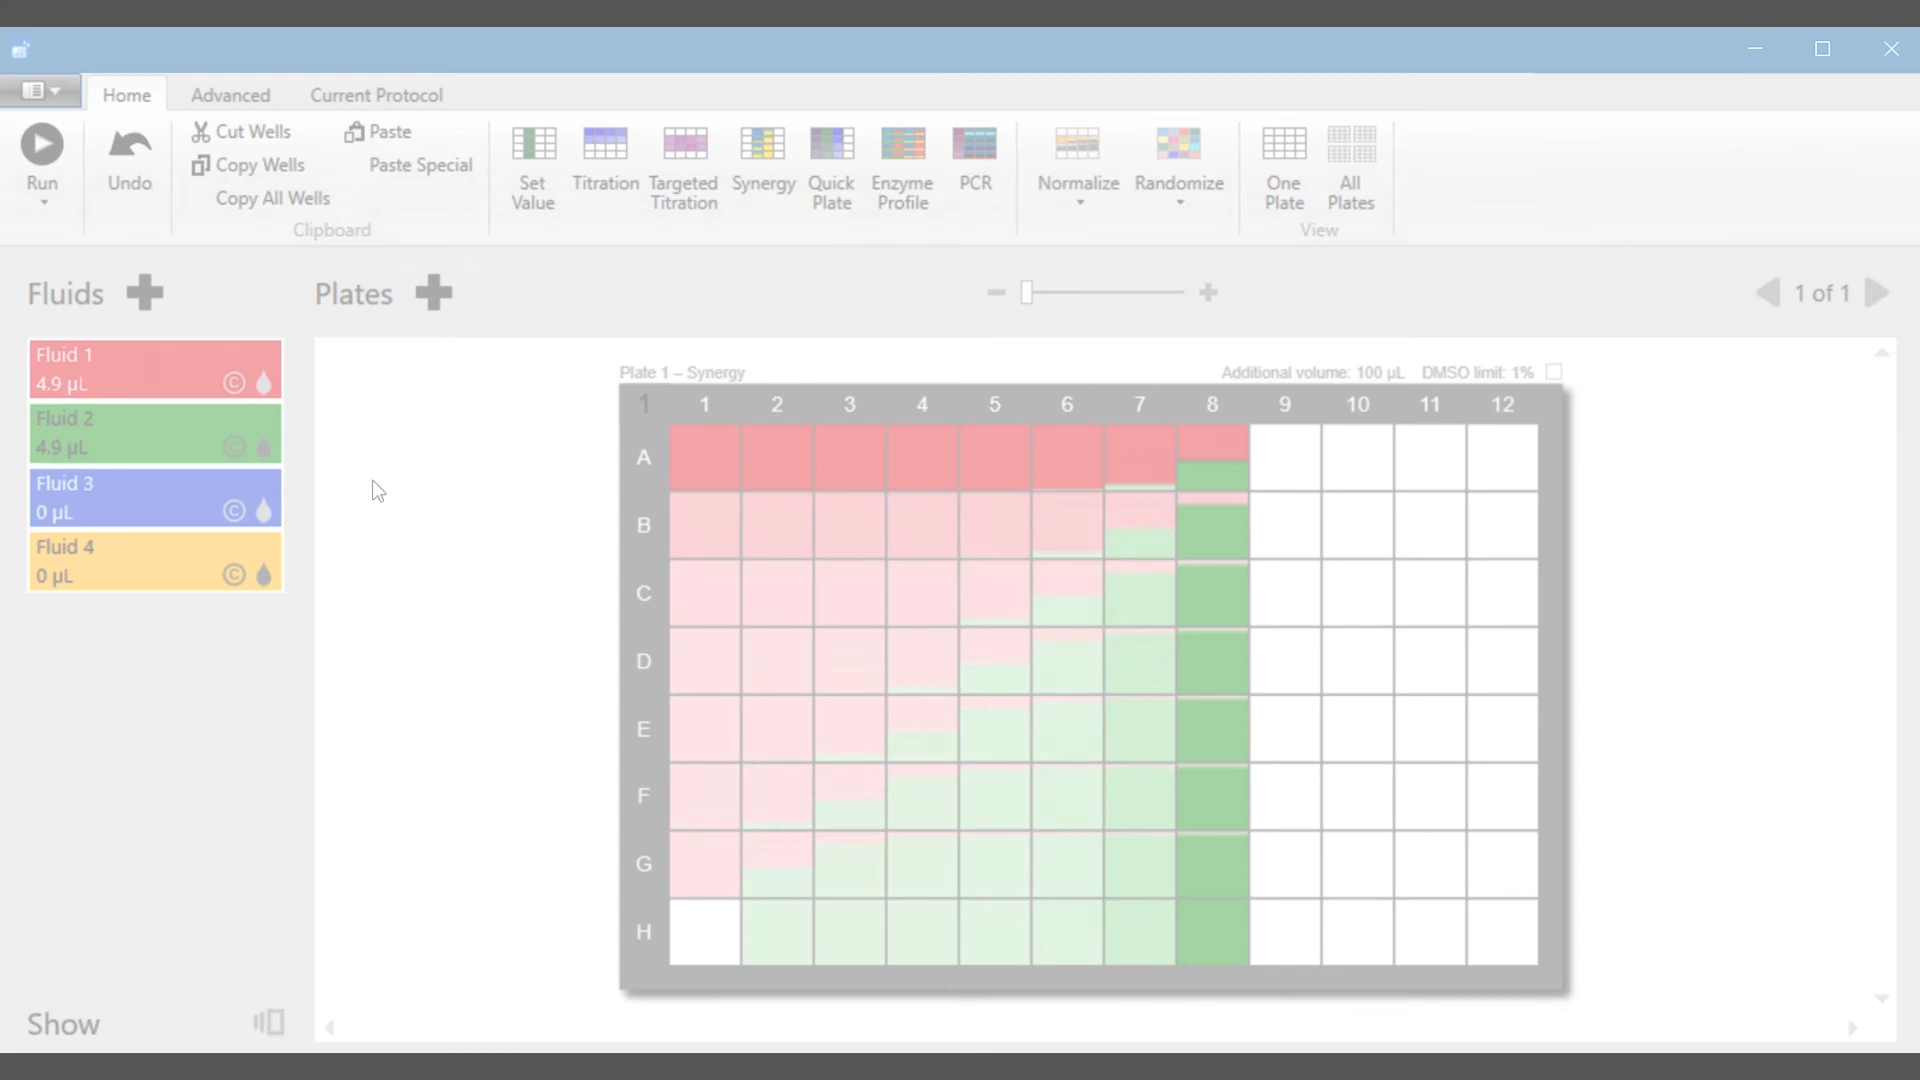 Home Advanced Current Protocol
Run
Undo
Cut Wells
Copy Wells
Copy All Wells
Paste
Paste Special
Clipboard
Set
Value
Titration
Targeted
Titration
Synergy
Quick
Plate
Enzyme
Profile
PCR
Normalize
Randomize
One
Plate
All
Plates
View
Fluids
Plates
1 of 1
Fluid 1
4.9 µL
Fluid 2
4.9 µL
Fluid 3
0 µL
Fluid 4
0 µL
Plate 1 – Synergy Additional volume: 100 µL DMSO limit: 1%
1 1 2 3 4 5 6 7 8 9 10 11 12
A
B
C
D
E
F
G
H
Show